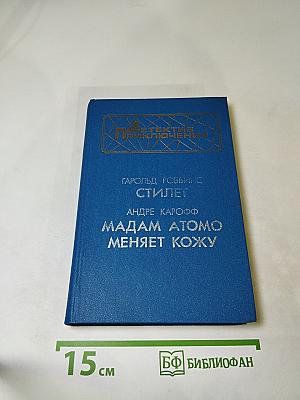 ДЕТЕКТИВ
ПРИКЛЮЧЕНИЯ
ГАРОЛЬД РОББИНС
СТИЛЕТ
АНДРЕ КАРОФФ
МАДАМ АТОМО
МЕНЯЕТ КОЖУ
15 см
БФ БИБЛИОФАН